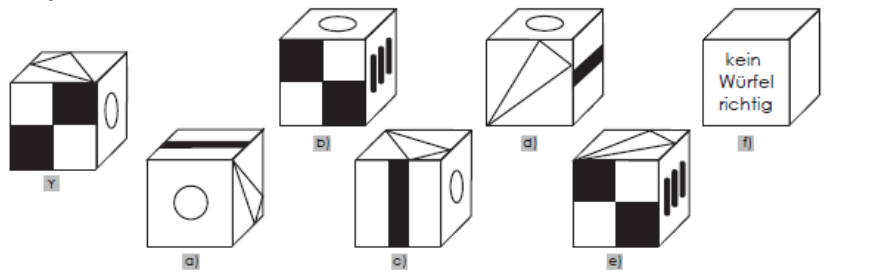 kein
Würfel
richtig
b)
d)
f)
Y
a)
c)
e)